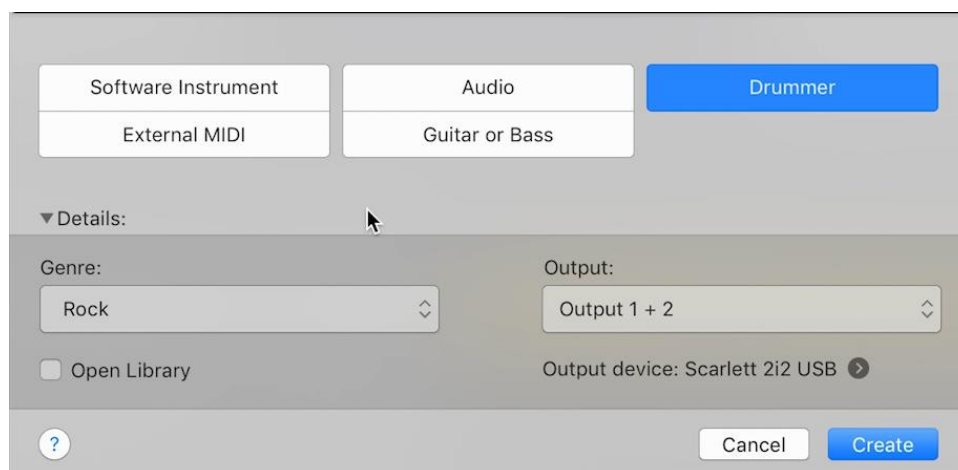 Software Instrument
Audio
Drummer
External MIDI
Guitar or Bass
Details:
Genre:
Output:
Rock
Output 1 + 2
Open Library
Output device: Scarlett 2i2 USB
?
Cancel
Create